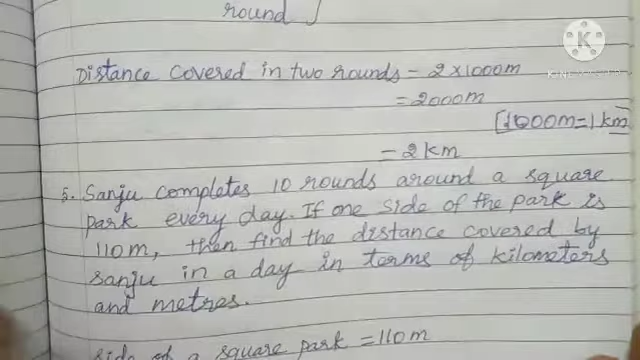 round
Distance covered in two rounds = 2×1000m
= 2000m
[1000m=1 km
= 2 KM
5. Sanju completes 10 rounds around a square
park every day. If one side of the park is
110m, then find the distance covered by
sanju in a day in terms of kilometers
and metres.
side of a square park = 110m
K
KINEMASTER